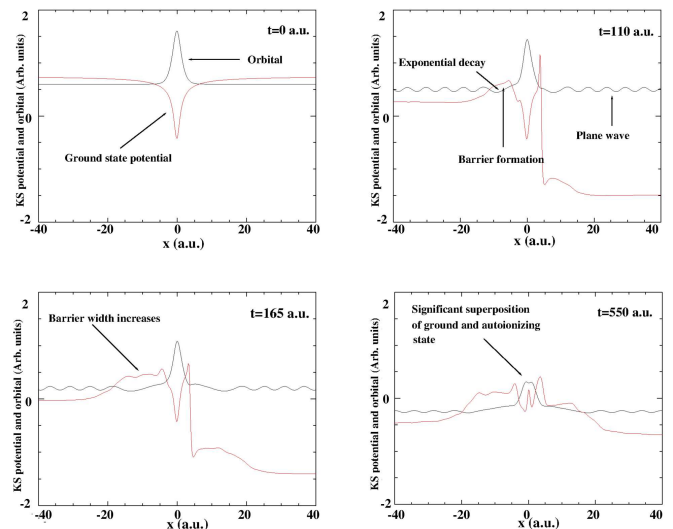 t=0 a.u.
Orbital
Ground state potential
KS potential and orbital (Arb. units)
0
-2
-40
-20
0
20
40
x (a.u.)
t=110 a.u.
Exponential decay
Barrier formation
Plane wave
KS potential and orbital (Arb. units)
0
-2
-40
-20
0
20
40
x (a.u.)
t=165 a.u.
Barrier width increases
KS potential and orbital (Arb. units)
2
0
-2
-40
-20
0
20
40
x (a.u.)
t=550 a.u.
Significant superposition
of ground and autoionizing
state
KS potential and orbital (Arb. units)
2
0
-2
-40
-20
0
20
40
x (a.u.)